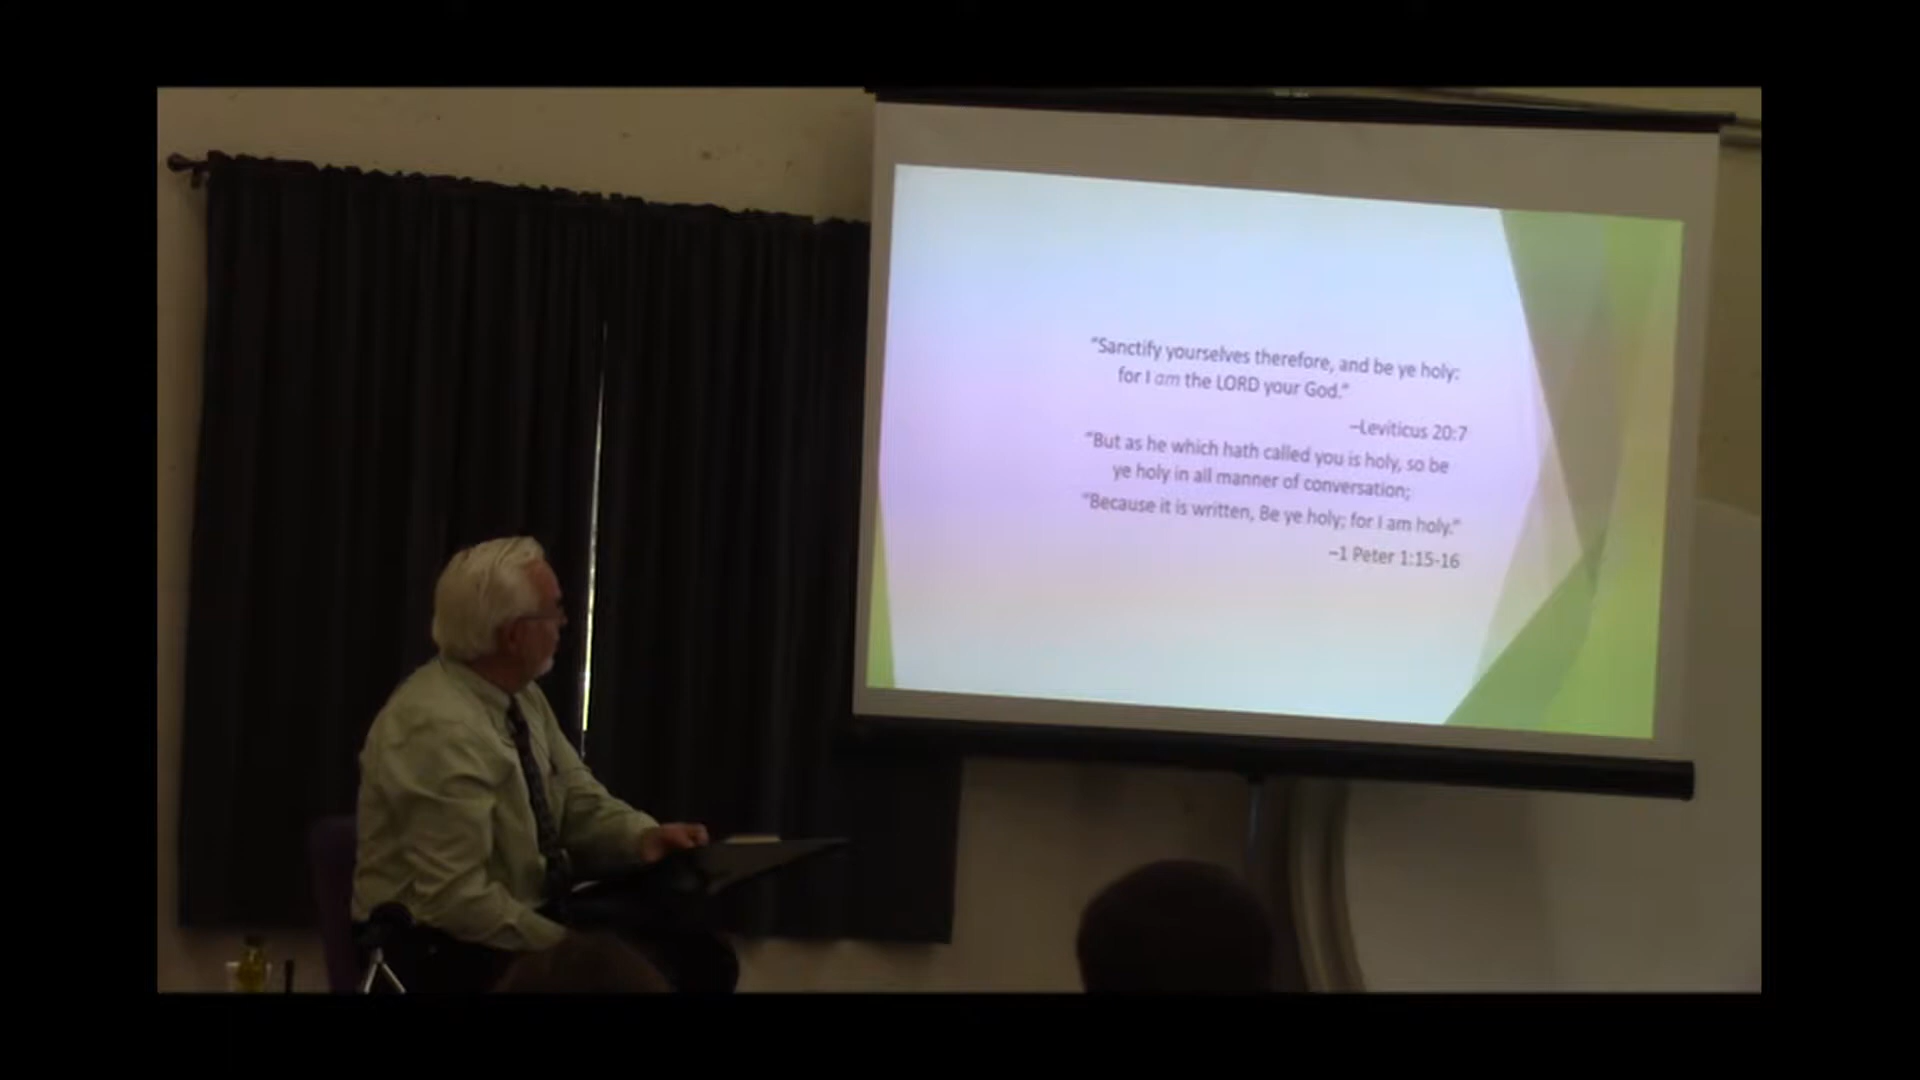 “Sanctify yourselves therefore, and be ye holy:
for I am the LORD your God.”
–Leviticus 20:7
“But as he which hath called you is holy, so be
ye holy in all manner of conversation;
“Because it is written, Be ye holy; for I am holy.”
–1 Peter 1:15-16